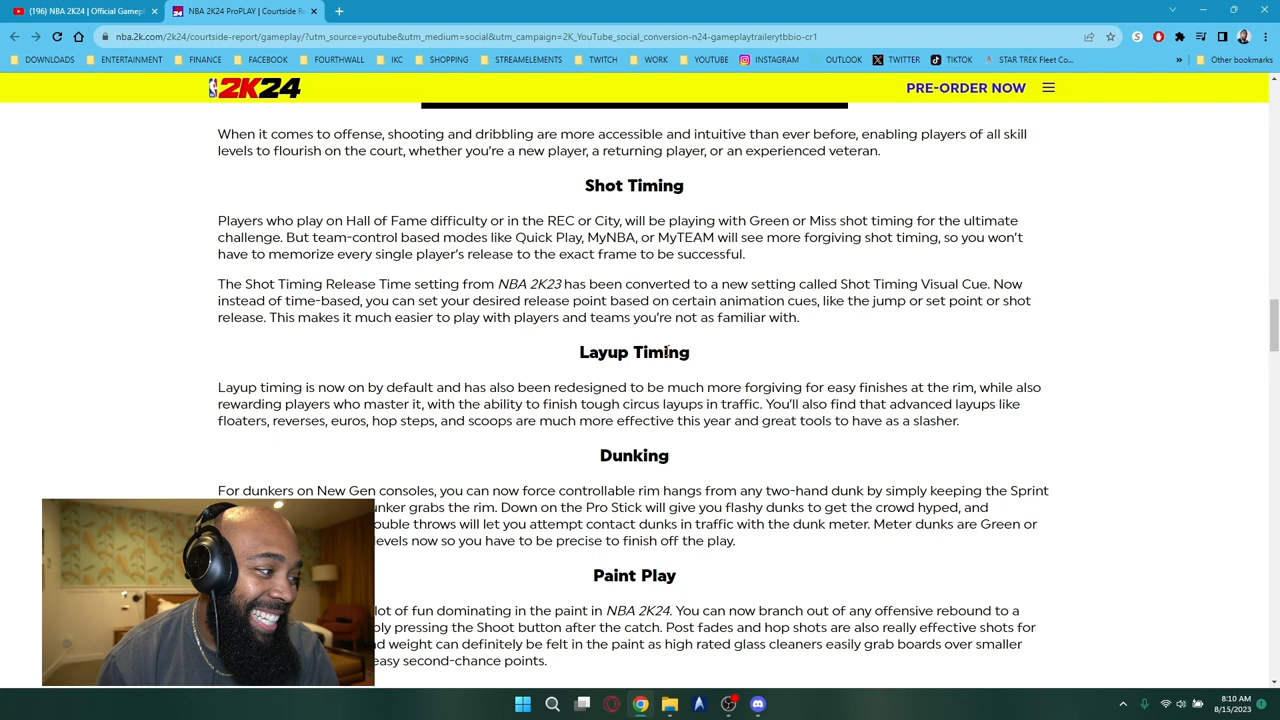 (196) NBA 2K24 | Official Gamepl
NBA 2K24 ProPLAY | Courtside Re
nba.2k.com/2k24/courtside-report/gameplay/?utm_source=youtube&utm_medium=social&utm_campaign=2K_YouTube_social_conversion-n24-gameplaytrailerytbbio-cr1
DOWNLOADS ENTERTAINMENT FINANCE FACEBOOK FOURTHWALL IKC SHOPPING STREAMELEMENTS TWITCH WORK YOUTUBE INSTAGRAM OUTLOOK TWITTER TIKTOK STAR TREK Fleet Co... » Other bookmarks
2K24 PRE-ORDER NOW
When it comes to offense, shooting and dribbling are more accessible and intuitive than ever before, enabling players of all skill
levels to flourish on the court, whether you're a new player, a returning player, or an experienced veteran.
Shot Timing
Players who play on Hall of Fame difficulty or in the REC or City, will be playing with Green or Miss shot timing for the ultimate
challenge. But team-control based modes like Quick Play, MyNBA, or MyTEAM will see more forgiving shot timing, so you won't
have to memorize every single player's release to the exact frame to be successful.
The Shot Timing Release Time setting from NBA 2K23 has been converted to a new setting called Shot Timing Visual Cue. Now
instead of time-based, you can set your desired release point based on certain animation cues, like the jump or set point or shot
release. This makes it much easier to play with players and teams you're not as familiar with.
Layup Timing
Layup timing is now on by default and has also been redesigned to be much more forgiving for easy finishes at the rim, while also
rewarding players who master it, with the ability to finish tough circus layups in traffic. You'll also find that advanced layups like
floaters, reverses, euros, hop steps, and scoops are much more effective this year and great tools to have as a slasher.
Dunking
For dunkers on New Gen consoles, you can now force controllable rim hangs from any two-hand dunk by simply keeping the Sprint
nker grabs the rim. Down on the Pro Stick will give you flashy dunks to get the crowd hyped, and
ouble throws will let you attempt contact dunks in traffic with the dunk meter. Meter dunks are Green or
levels now so you have to be precise to finish off the play.
Paint Play
lot of fun dominating in the paint in NBA 2K24. You can now branch out of any offensive rebound to a
ly pressing the Shoot button after the catch. Post fades and hop shots are also really effective shots for
d weight can definitely be felt in the paint as high rated glass cleaners easily grab boards over smaller
easy second-chance points.
8:10 AM
8/15/2023